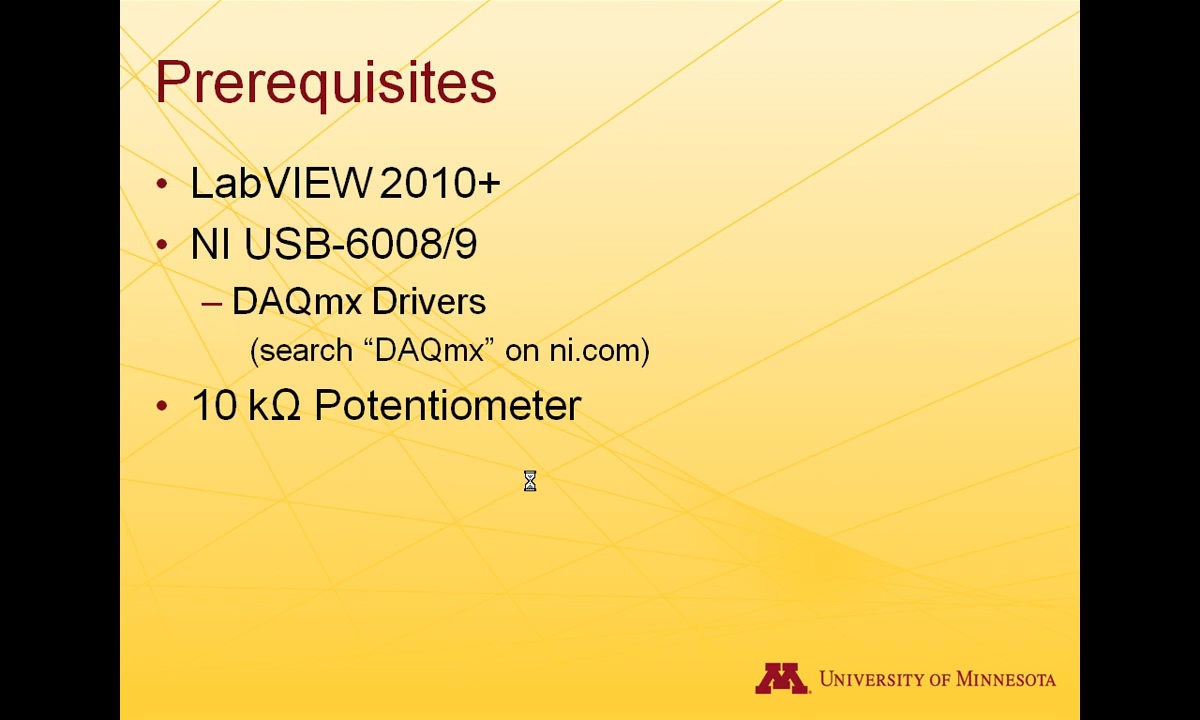 Prerequisites
• LabVIEW 2010+
• NI USB-6008/9
– DAQmx Drivers
(search “DAQmx” on ni.com)
• 10 kΩ Potentiometer
M UNIVERSITY OF MINNESOTA